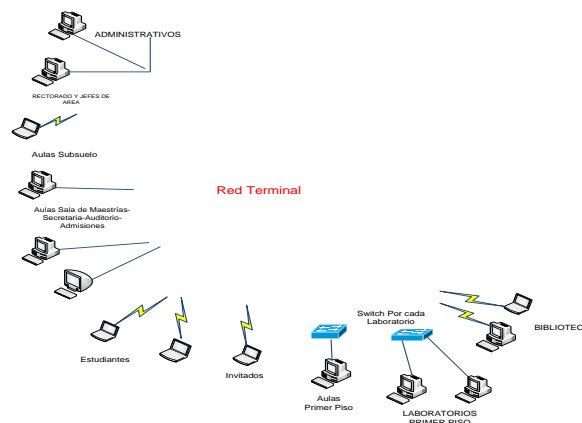 ADMINISTRATIVOS
RECTORADO Y JEFES DE
AREA
Aulas Subsuelo
Red Terminal
Aulas Sala de Maestrías-
Secretaria-Auditorio-
Admisiones
Switch Por cada
Laboratorio
BIBLIOTEC
Estudiantes
Invitados
Aulas
Primer Piso
LABORATORIOS
PRIMER PISO